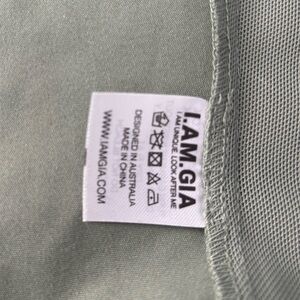 I.AM.GIA
I AM UNIQUE. LOOK AFTER ME
DESIGNED IN AUSTRALIA
MADE IN CHINA
WWW.IAMGIA.COM